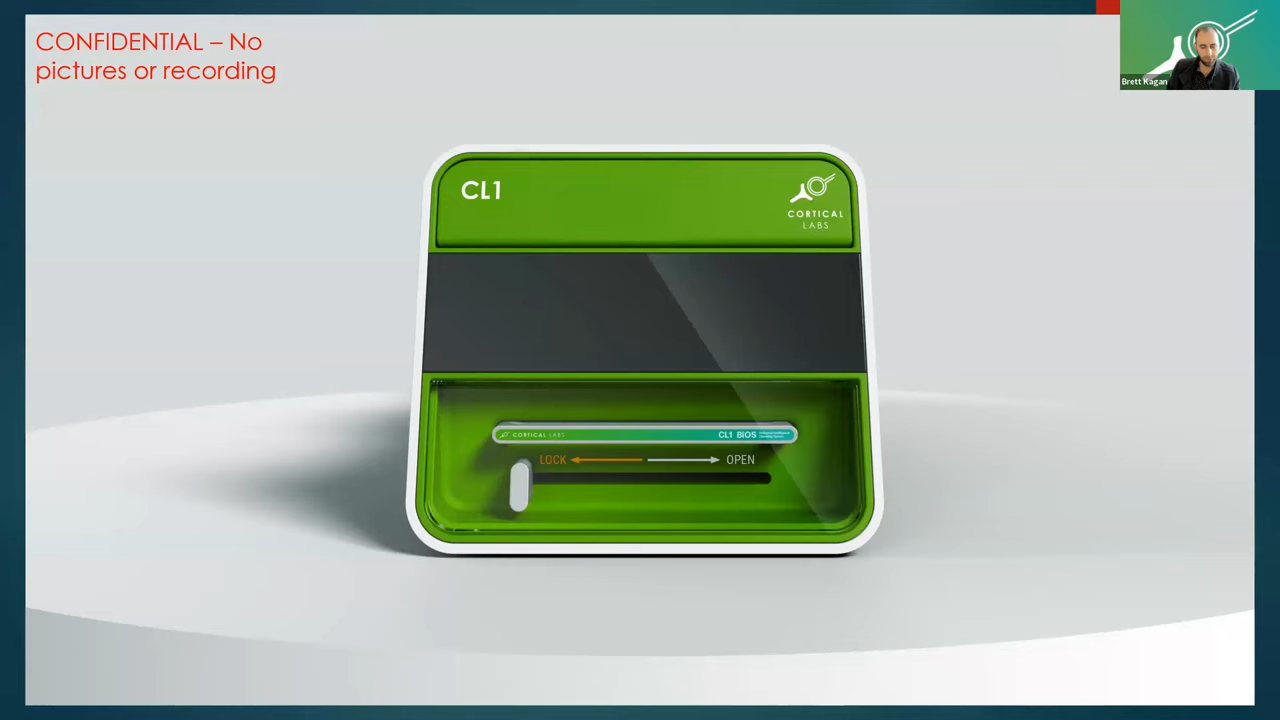 CONFIDENTIAL – No
pictures or recording
Brett Kagan
CL1
CORTICAL
LABS
CORTICAL LABS
CL1 BiOS
LOCK
OPEN